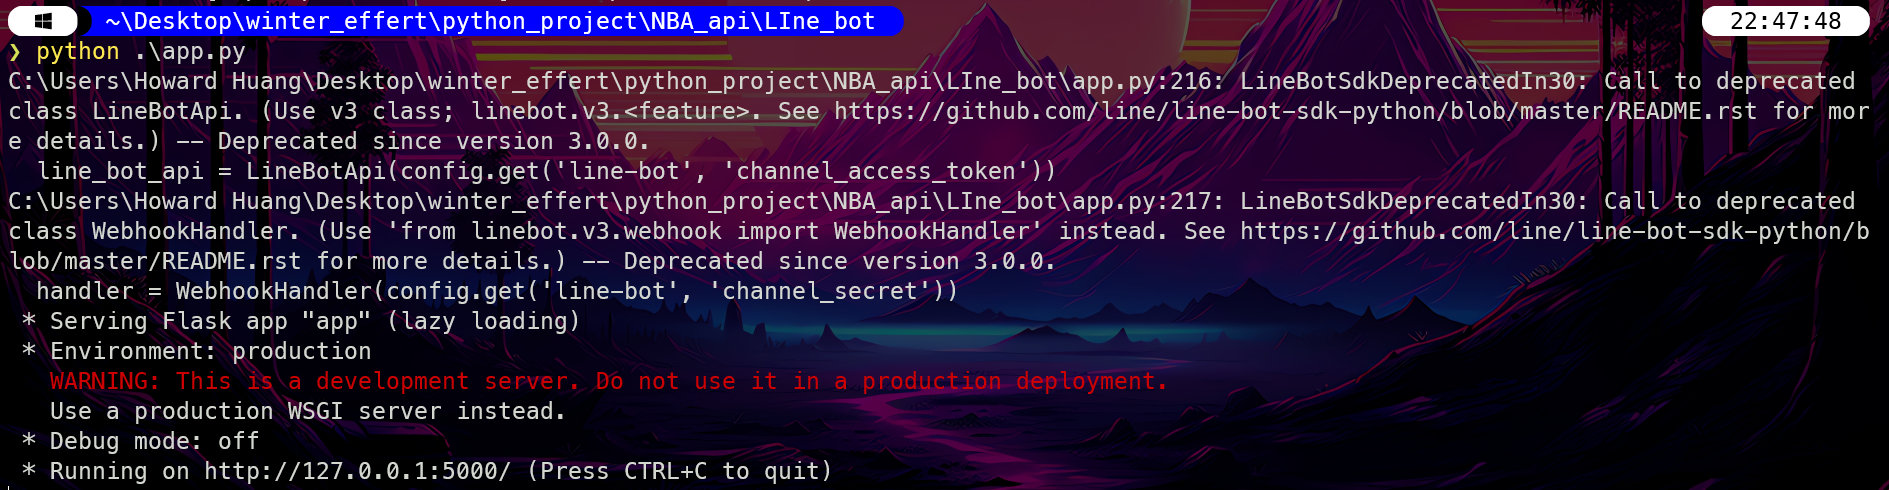 ~\Desktop\winter_effert\python_project\NBA_api\LIne_bot 22:47:48
❯ python .\app.py
C:\Users\Howard Huang\Desktop\winter_effert\python_project\NBA_api\LIne_bot\app.py:216: LineBotSdkDeprecatedIn30: Call to deprecated
class LineBotApi. (Use v3 class; linebot.v3.<feature>. See https://github.com/line/line-bot-sdk-python/blob/master/README.rst for mor
e details.) -- Deprecated since version 3.0.0.
  line_bot_api = LineBotApi(config.get('line-bot', 'channel_access_token'))
C:\Users\Howard Huang\Desktop\winter_effert\python_project\NBA_api\LIne_bot\app.py:217: LineBotSdkDeprecatedIn30: Call to deprecated
class WebhookHandler. (Use 'from linebot.v3.webhook import WebhookHandler' instead. See https://github.com/line/line-bot-sdk-python/b
lob/master/README.rst for more details.) -- Deprecated since version 3.0.0.
  handler = WebhookHandler(config.get('line-bot', 'channel_secret'))
 * Serving Flask app "app" (lazy loading)
 * Environment: production
   WARNING: This is a development server. Do not use it in a production deployment.
   Use a production WSGI server instead.
 * Debug mode: off
 * Running on http://127.0.0.1:5000/ (Press CTRL+C to quit)